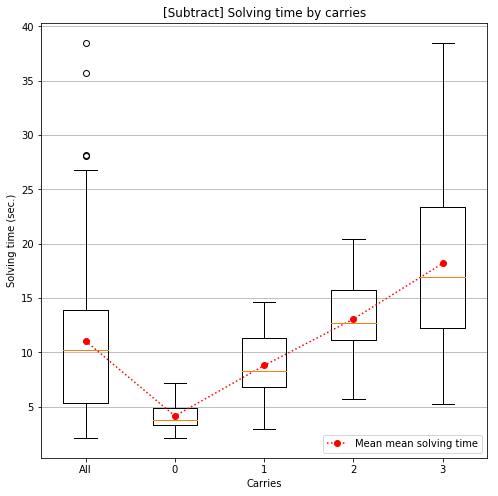 [Subtract] Solving time by carries
Solving time (sec.)
40
35
30
25
20
15
10
5
All 0 1 2 3
Carries
Mean mean solving time